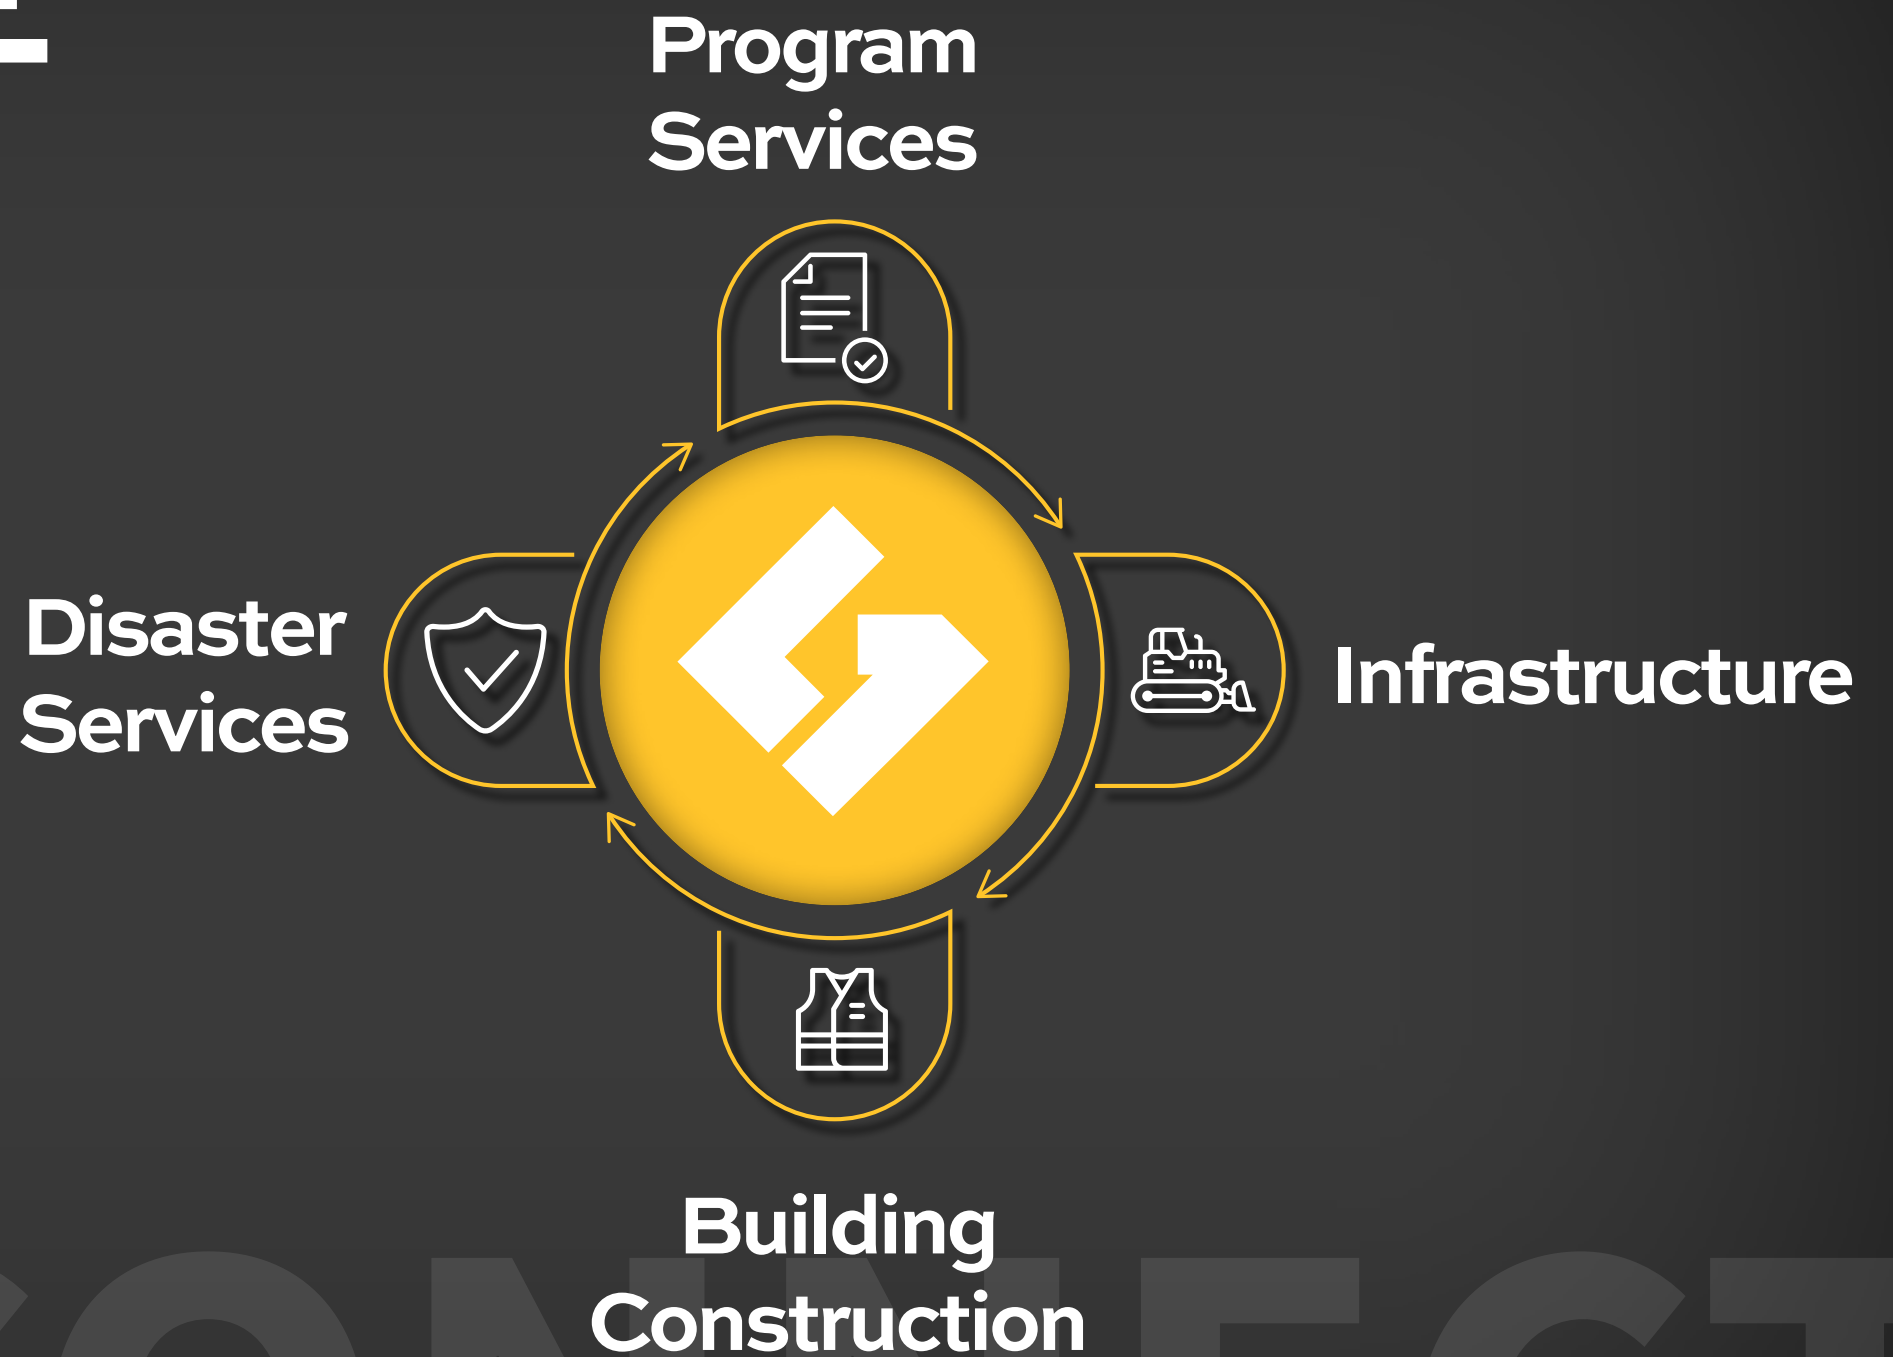 Program
Services
Disaster
Services
Infrastructure
Building
Construction